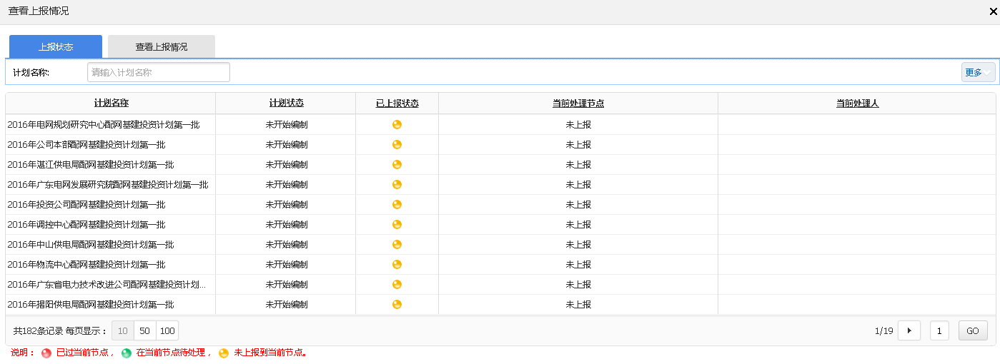 查看上报情况
上报状态 查看上报情况
计划名称: 请输入计划名称 更多
计划名称 计划状态 已上报状态 当前处理节点 当前处理人
2016年电网规划研究中心配网基建投资计划第一批 未开始编制 未上报
2016年公司本部配网基建投资计划第一批 未开始编制 未上报
2016年湛江供电局配网基建投资计划第一批 未开始编制 未上报
2016年广东电网发展研究院配网基建投资计划第一批 未开始编制 未上报
2016年投资公司配网基建投资计划第一批 未开始编制 未上报
2016年调控中心配网基建投资计划第一批 未开始编制 未上报
2016年中山供电局配网基建投资计划第一批 未开始编制 未上报
2016年物流中心配网基建投资计划第一批 未开始编制 未上报
2016年广东省电力技术改进公司配网基建投资计划... 未开始编制 未上报
2016年揭阳供电局配网基建投资计划第一批 未开始编制 未上报
共182条记录 每页显示： 10 50 100 1/19 1 GO
说明： 已过当前节点， 在当前节点待处理， 未上报到当前节点。